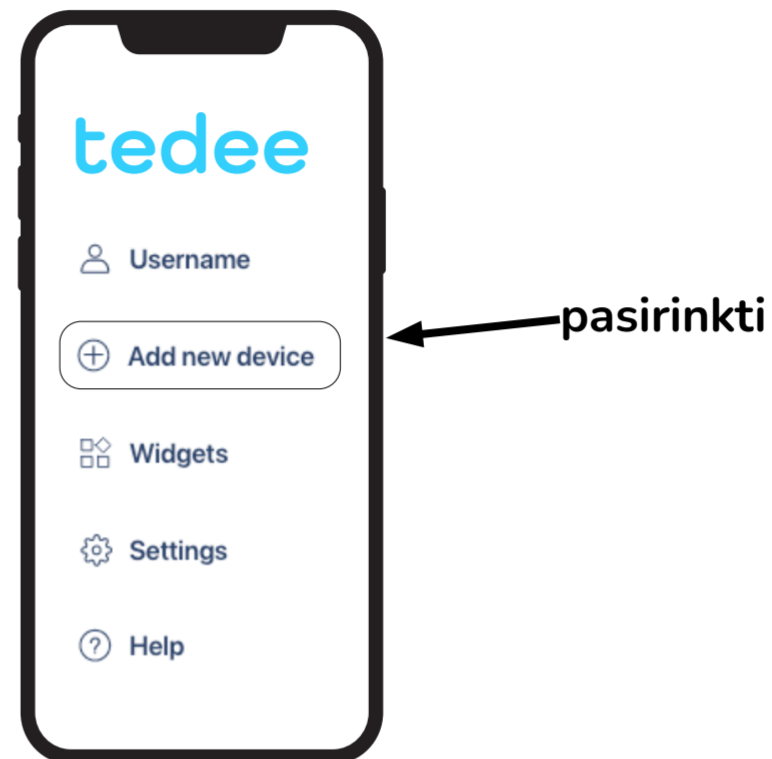 tedee
Username
Add new device
pasirinkti
Widgets
Settings
Help